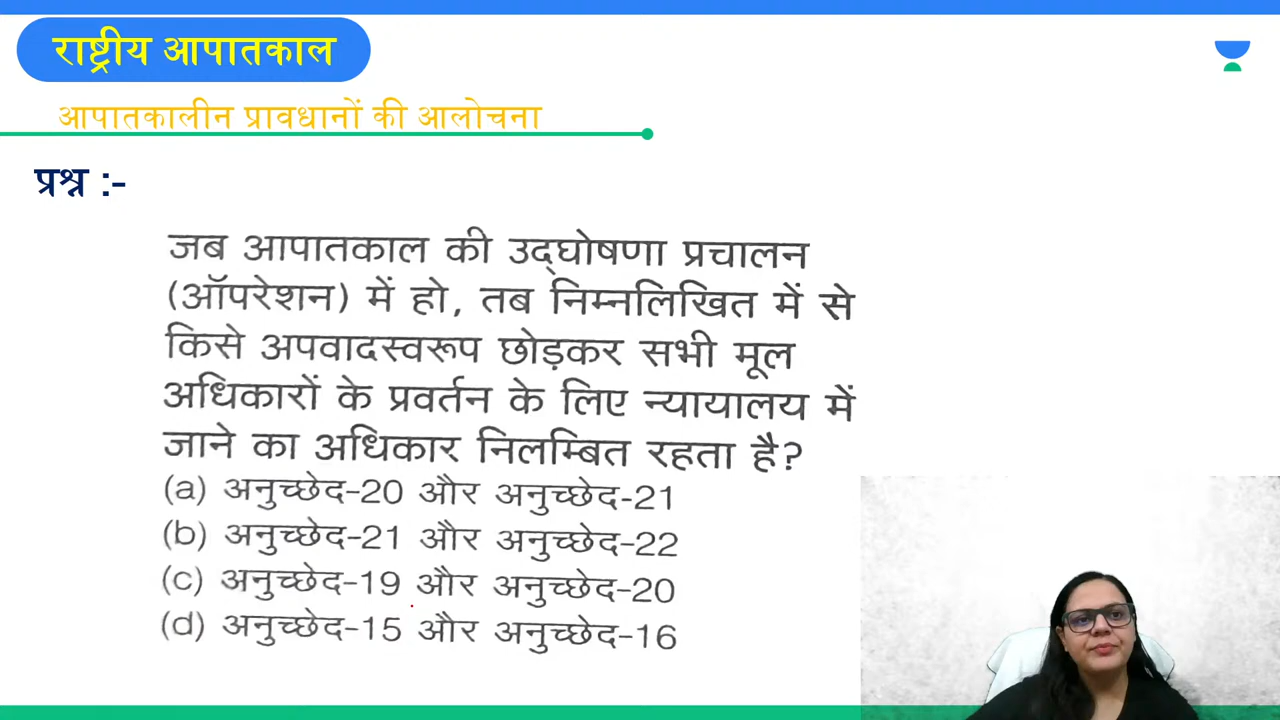 राष्ट्रीय आपातकाल
आपातकालीन प्रावधानों की आलोचना
प्रश्न :-
जब आपातकाल की उद्घोषणा प्रचालन
(ऑपरेशन) में हो, तब निम्नलिखित में से
किसे अपवादस्वरूप छोड़कर सभी मूल
अधिकारों के प्रवर्तन के लिए न्यायालय में
जाने का अधिकार निलम्बित रहता है?
(a) अनुच्छेद-20 और अनुच्छेद-21
(b) अनुच्छेद-21 और अनुच्छेद-22
(c) अनुच्छेद-19 और अनुच्छेद-20
(d) अनुच्छेद-15 और अनुच्छेद-16